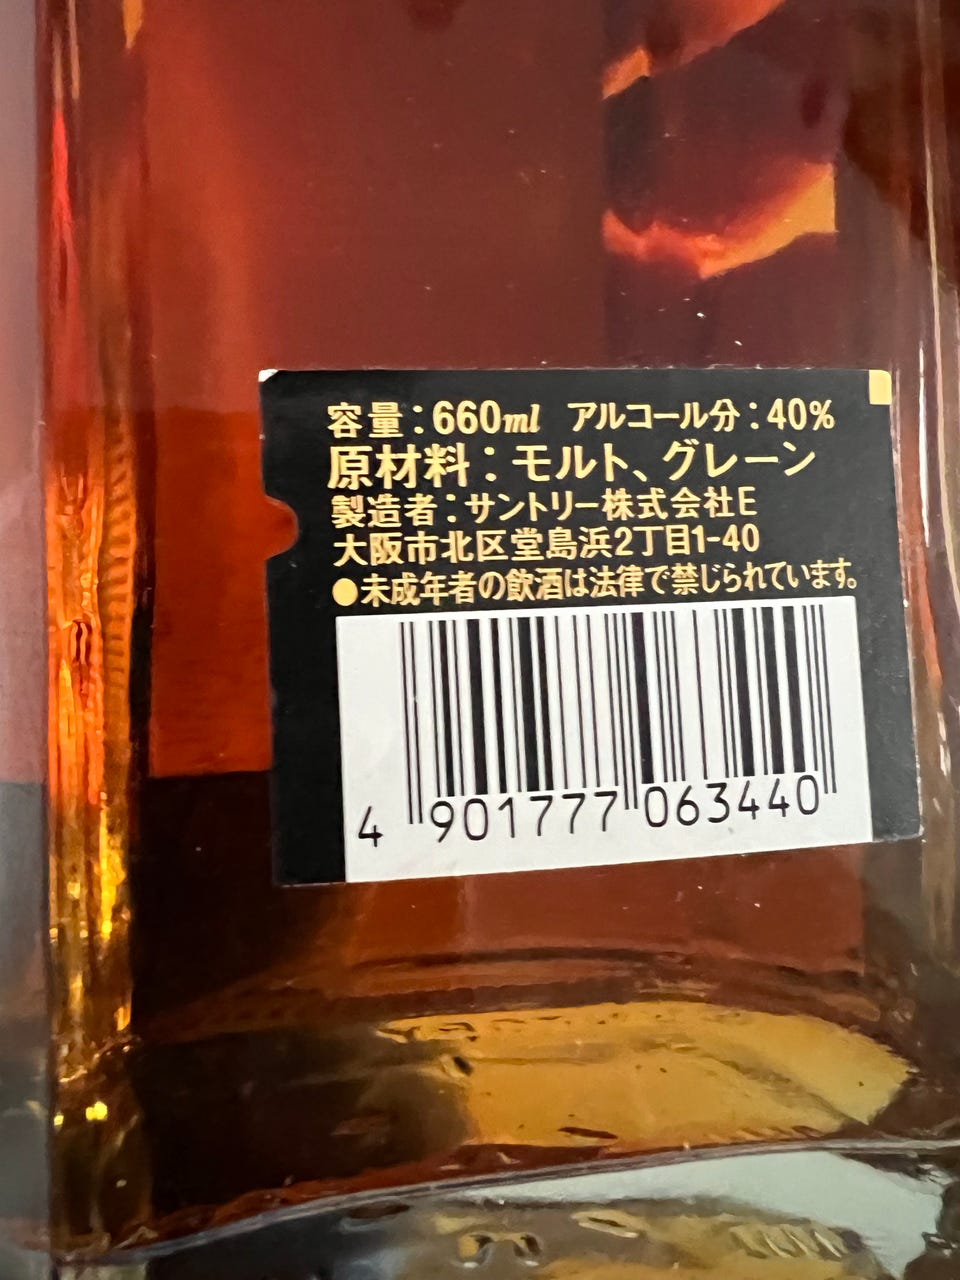 容量：660ml アルコール分：40%
原材料：モルト、グレーン
製造者：サントリー株式会社E
大阪市北区堂島浜2丁目1-40
●未成年者の飲酒は法律で禁じられています。
4 901777 063440